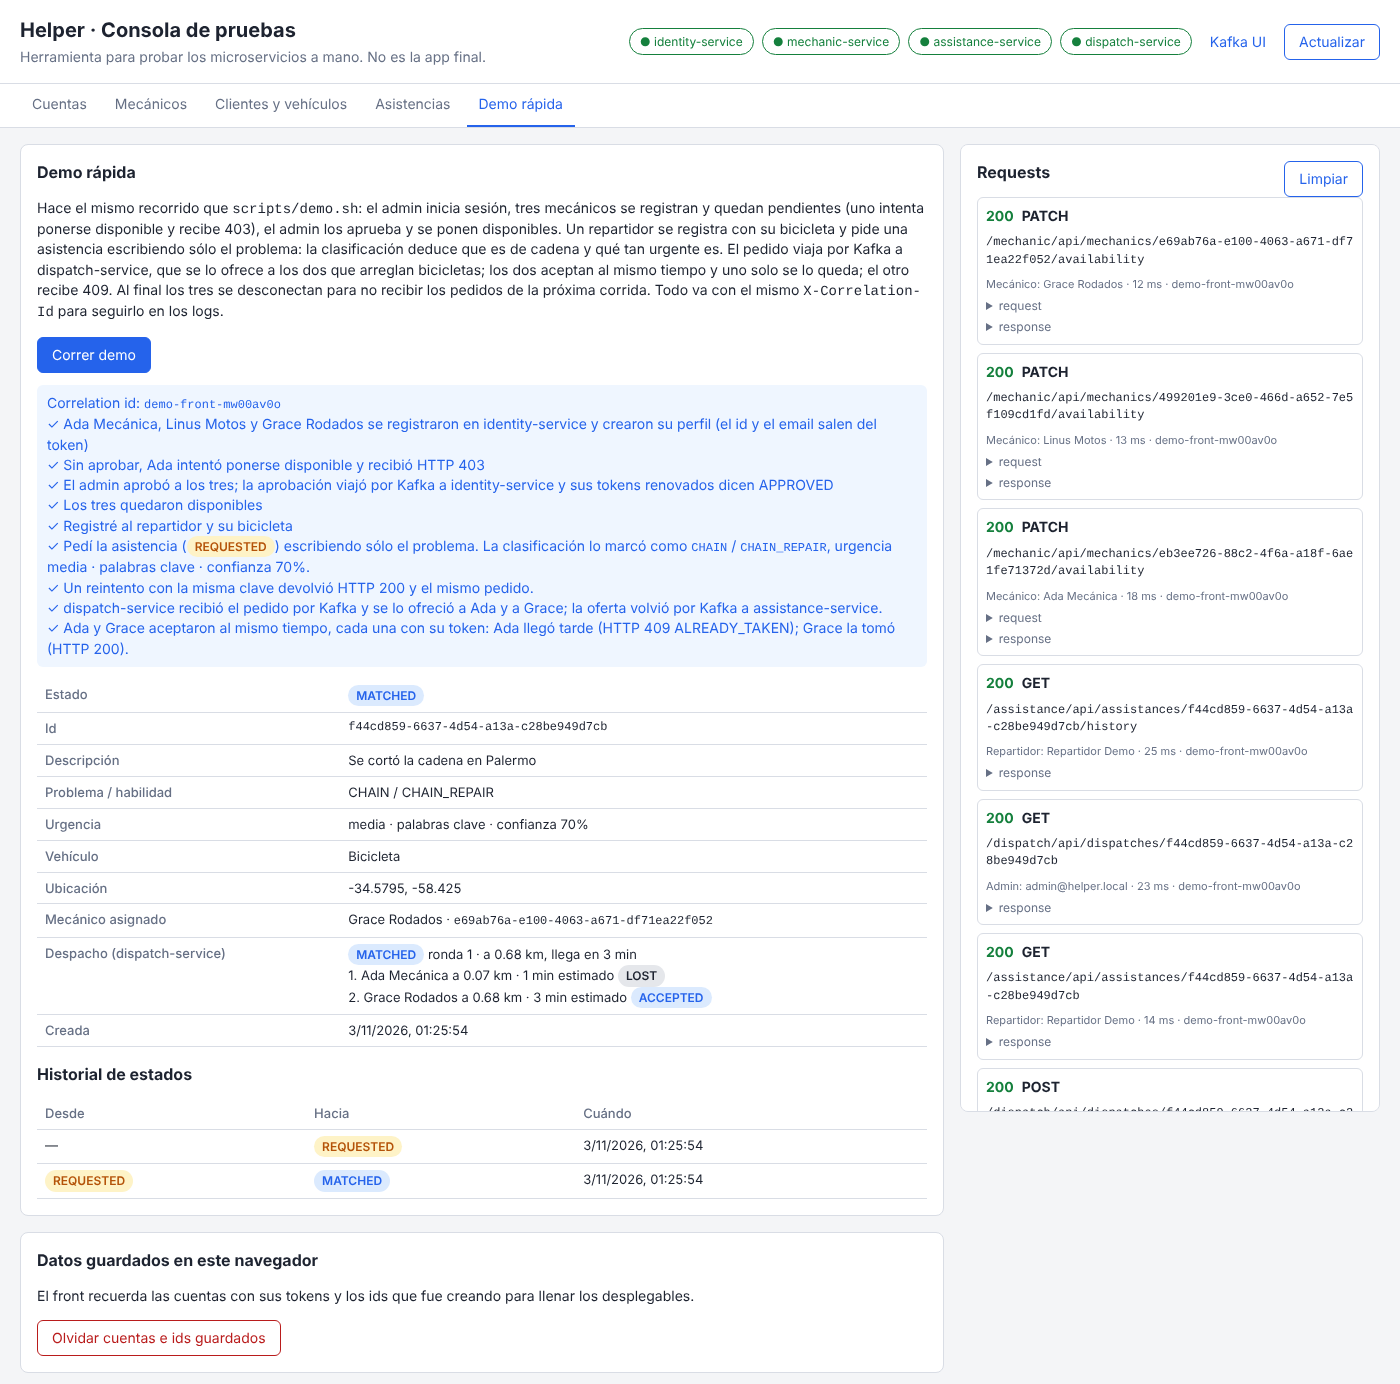 Helper · Consola de pruebas
Herramienta para probar los microservicios a mano. No es la app final.
identity-service
mechanic-service
assistance-service
dispatch-service
Kafka UI
Actualizar
Cuentas
Mecánicos
Clientes y vehículos
Asistencias
Demo rápida
Demo rápida
Hace el mismo recorrido que scripts/demo.sh: el admin inicia sesión, tres mecánicos se registran y quedan pendientes (uno intenta
ponerse disponible y recibe 403), el admin los aprueba y se ponen disponibles. Un repartidor se registra con su bicicleta y pide una
asistencia escribiendo sólo el problema: la clasificación deduce que es de cadena y qué tan urgente es. El pedido viaja por Kafka a
dispatch-service, que se lo ofrece a los dos que arreglan bicicletas; los dos aceptan al mismo tiempo y uno solo se lo queda; el otro
recibe 409. Al final los tres se desconectan para no recibir los pedidos de la próxima corrida. Todo va con el mismo X-Correlation-
Id para seguirlo en los logs.
Correr demo
Correlation id: demo-front-mw00av0o
✓ Ada Mecánica, Linus Motos y Grace Rodados se registraron en identity-service y crearon su perfil (el id y el email salen del
token)
✓ Sin aprobar, Ada intentó ponerse disponible y recibió HTTP 403
✓ El admin aprobó a los tres; la aprobación viajó por Kafka a identity-service y sus tokens renovados dicen APPROVED
✓ Los tres quedaron disponibles
✓ Registré al repartidor y su bicicleta
✓ Pedí la asistencia (REQUESTED) escribiendo sólo el problema. La clasificación lo marcó como CHAIN / CHAIN_REPAIR, urgencia
media · palabras clave · confianza 70%.
✓ Un reintento con la misma clave devolvió HTTP 200 y el mismo pedido.
✓ dispatch-service recibió el pedido por Kafka y se lo ofreció a Ada y a Grace; la oferta volvió por Kafka a assistance-service.
✓ Ada y Grace aceptaron al mismo tiempo, cada una con su token: Ada llegó tarde (HTTP 409 ALREADY_TAKEN); Grace la tomó
(HTTP 200).
Estado MATCHED
Id f44cd859-6637-4d54-a13a-c28be949d7cb
Descripción Se cortó la cadena en Palermo
Problema / habilidad CHAIN / CHAIN_REPAIR
Urgencia media · palabras clave · confianza 70%
Vehículo Bicicleta
Ubicación -34.5795, -58.425
Mecánico asignado Grace Rodados · e69ab76a-e100-4063-a671-df71ea22f052
Despacho (dispatch-service) MATCHED ronda 1 · a 0.68 km, llega en 3 min
1. Ada Mecánica a 0.07 km · 1 min estimado LOST
2. Grace Rodados a 0.68 km · 3 min estimado ACCEPTED
Creada 3/11/2026, 01:25:54
Historial de estados
Desde Hacia Cuándo
— REQUESTED 3/11/2026, 01:25:54
REQUESTED MATCHED 3/11/2026, 01:25:54
Datos guardados en este navegador
El front recuerda las cuentas con sus tokens y los ids que fue creando para llenar los desplegables.
Olvidar cuentas e ids guardados
Requests
Limpiar
200 PATCH
/mechanic/api/mechanics/e69ab76a-e100-4063-a671-df7
1ea22f052/availability
Mecánico: Grace Rodados · 12 ms · demo-front-mw00av0o
request
response
200 PATCH
/mechanic/api/mechanics/499201e9-3ce0-466d-a652-7e5
f109cd1fd/availability
Mecánico: Linus Motos · 13 ms · demo-front-mw00av0o
request
response
200 PATCH
/mechanic/api/mechanics/eb3ee726-88c2-4f6a-a18f-6ae
1fe71372d/availability
Mecánico: Ada Mecánica · 18 ms · demo-front-mw00av0o
request
response
200 GET
/assistance/api/assistances/f44cd859-6637-4d54-a13a
-c28be949d7cb/history
Repartidor: Repartidor Demo · 25 ms · demo-front-mw00av0o
response
200 GET
/dispatch/api/dispatches/f44cd859-6637-4d54-a13a-c2
8be949d7cb
Admin: admin@helper.local · 23 ms · demo-front-mw00av0o
response
200 GET
/assistance/api/assistances/f44cd859-6637-4d54-a13a
-c28be949d7cb
Repartidor: Repartidor Demo · 14 ms · demo-front-mw00av0o
response
200 POST
/dispatch/api/dispatches/f44cd859-6637-4d54-a13a-c2